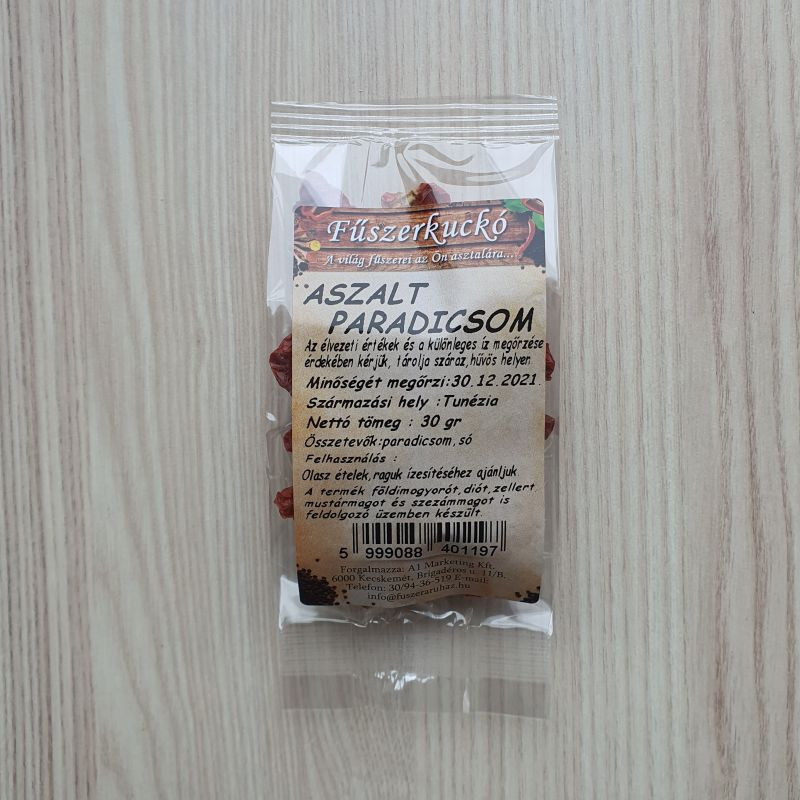 Fűszerkuckó
A világ fűszerei az Ön asztalára...
ASZALT
PARADICSOM
Az élvezeti értékek és a különleges íz megőrzése
érdekében kérjük, tárolja száraz,hűvös helyen.
Minőségét megőrzi:30.12.2021.
Származási hely :Tunézia
Nettó tömeg : 30 gr
Összetevők:paradicsom,só
Felhasználás :
Olasz ételek,raguk ízesítéséhez ajánljuk.
A termék földimogyorót,diót,zellert,
mustármagot és szezámmagot is
feldolgozó üzemben készült.
5 999088 401197
Forgalmazza: A1 Marketing Kft.
6000 Kecskemét, Brigadéros u. 11/B.
Telefon: 30/94-36-519 E-mail:
info@fuszeraruhaz.hu